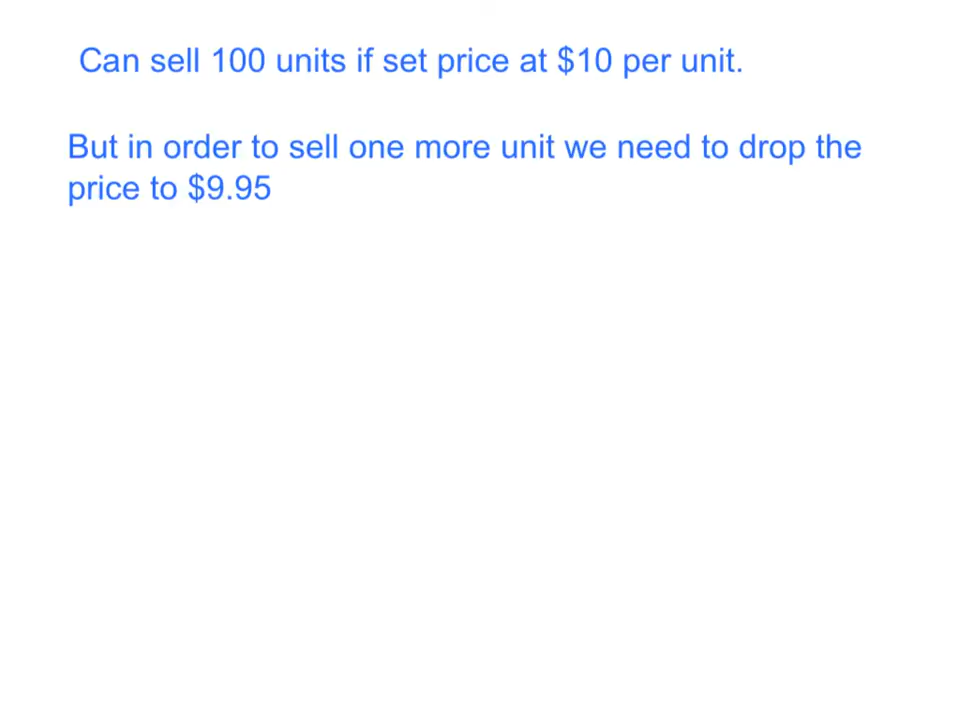 Can sell 100 units if set price at $10 per unit.
But in order to sell one more unit we need to drop the
price to $9.95